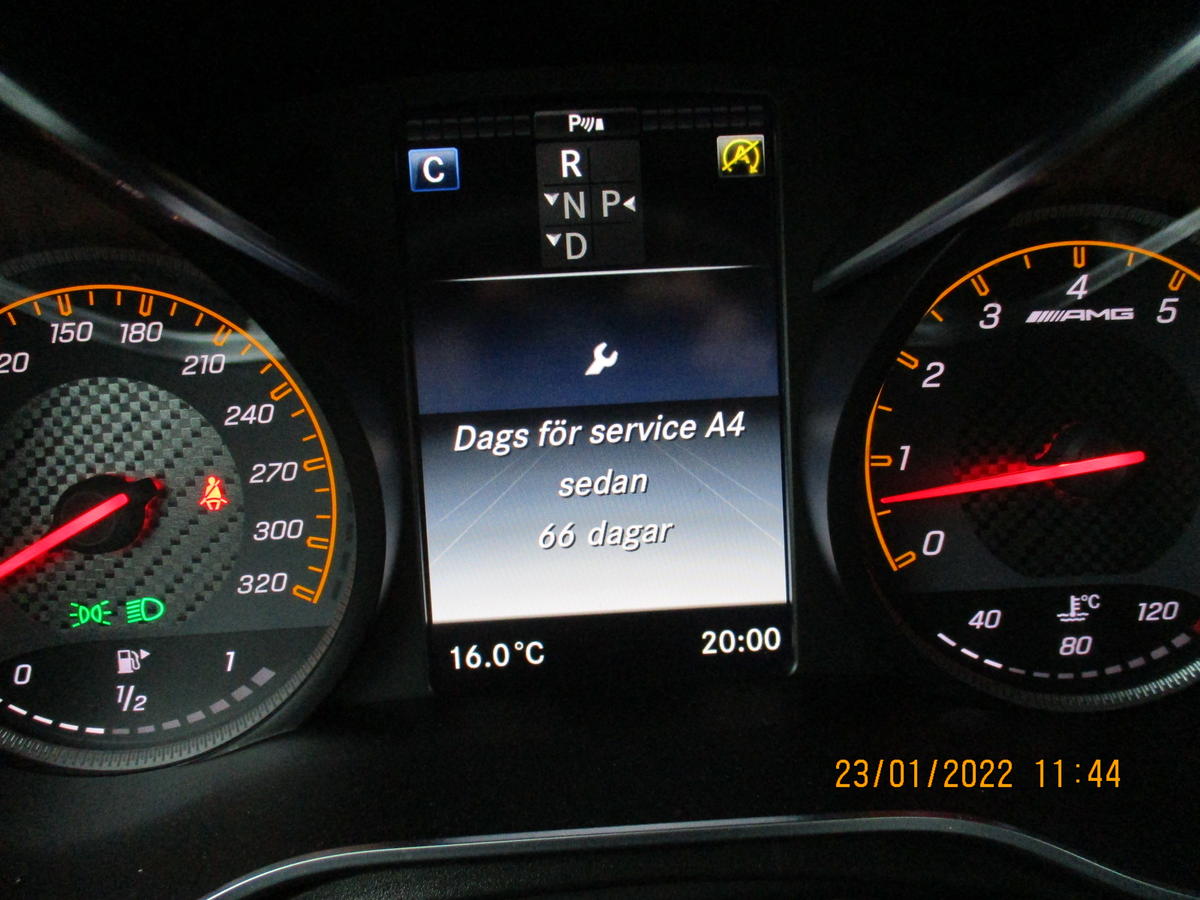 P
C
R
N P
D
Dags för service A4
sedan
66 dagar
16.0°C 20:00
20
150
180
210
240
270
300
320
0
1/2
1
0
1
2
3
4
5
AMG
40
°C
80
120
23/01/2022 11:44